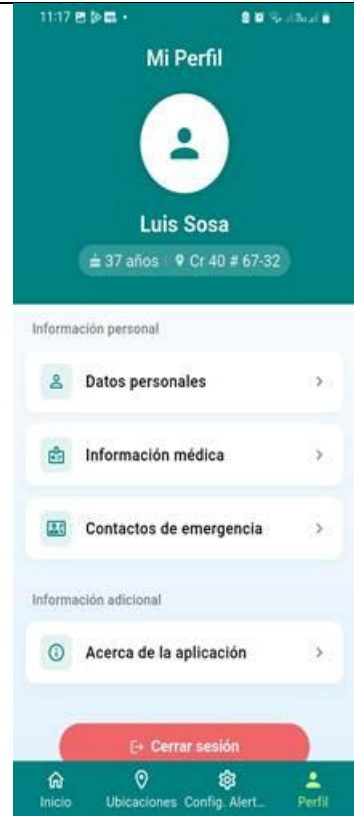 11:17
Mi Perfil
Luis Sosa
37 años Cr 40 # 67-32
Información personal
Datos personales
Información médica
Contactos de emergencia
Información adicional
Acerca de la aplicación
Cerrar sesión
Inicio Ubicaciones Config. Alert... Perfil